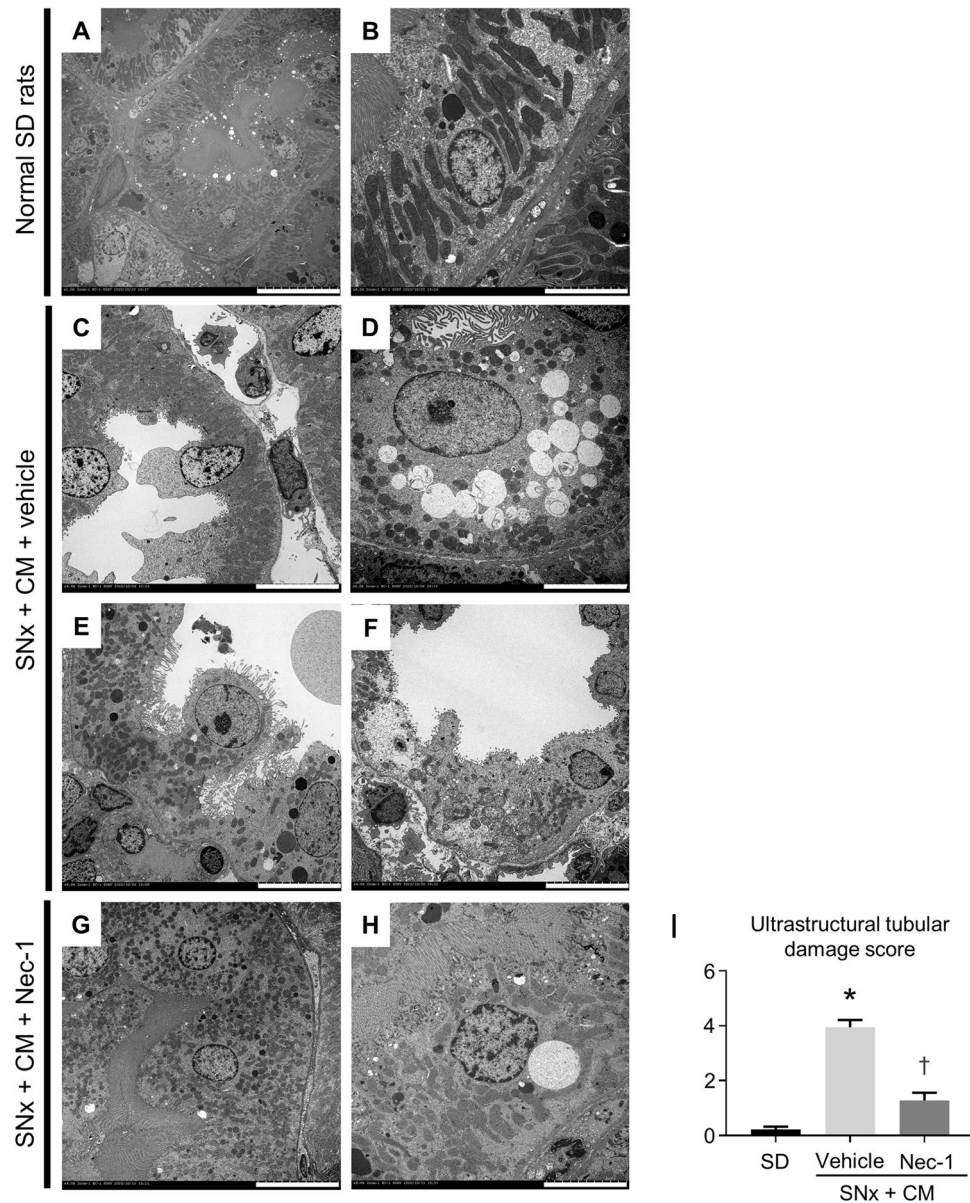 Normal SD rats
A
B
SNx + CM + vehicle
C
D
E
F
SNx + CM + Nec-1
G
H
I
Ultrastructural tubular
damage score
6
4
2
0
*
†
SD
Vehicle
Nec-1
SNx + CM